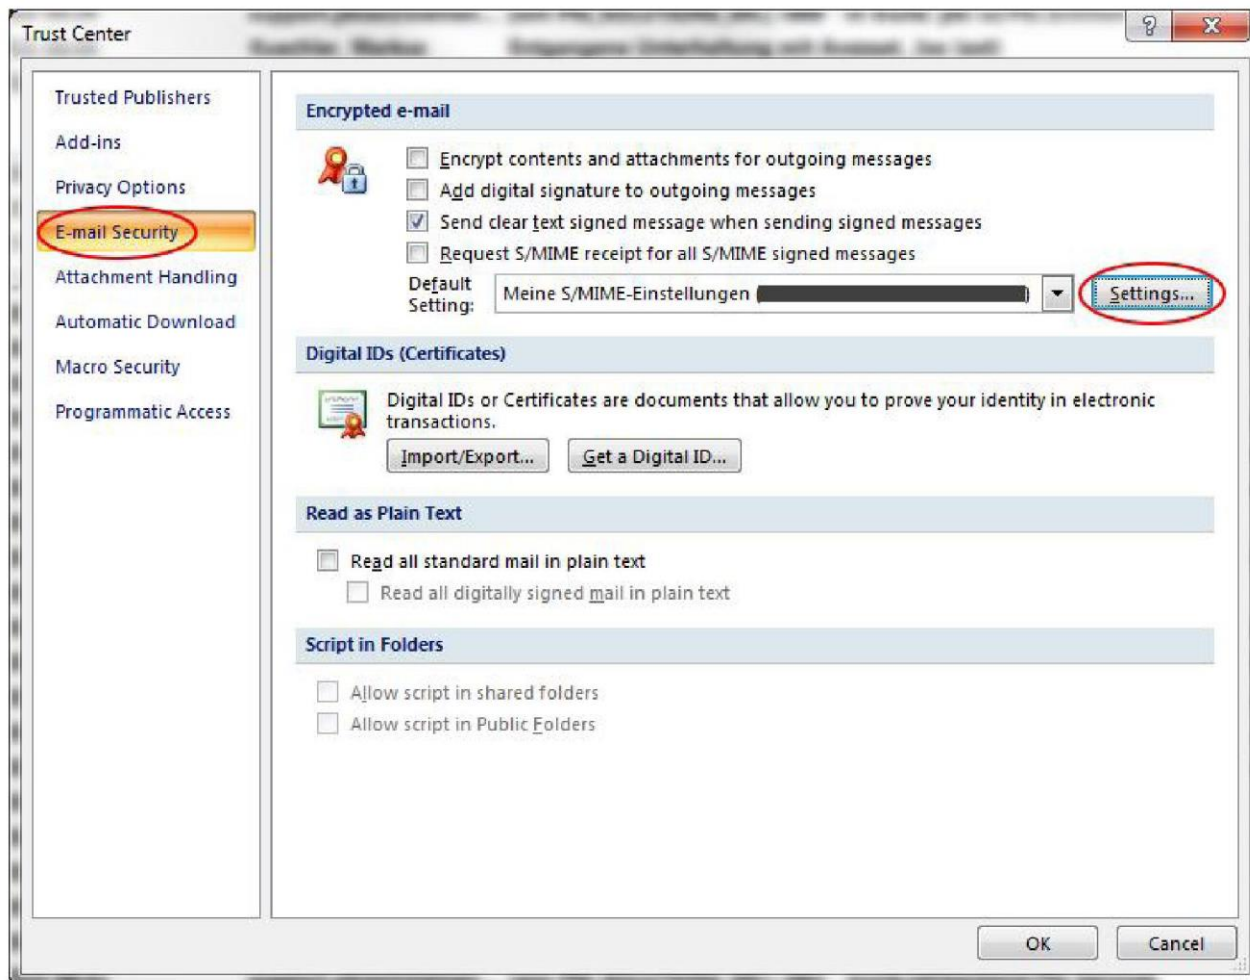 Trust Center
Trusted Publishers
Add-ins
Privacy Options
E-mail Security
Attachment Handling
Automatic Download
Macro Security
Programmatic Access
Encrypted e-mail
Encrypt contents and attachments for outgoing messages
Add digital signature to outgoing messages
Send clear text signed message when sending signed messages
Request S/MIME receipt for all S/MIME signed messages
Default
Setting:
Meine S/MIME-Einstellungen (
)
Settings...
Digital IDs (Certificates)
Digital IDs or Certificates are documents that allow you to prove your identity in electronic
transactions.
Import/Export...
Get a Digital ID...
Read as Plain Text
Read all standard mail in plain text
Read all digitally signed mail in plain text
Script in Folders
Allow script in shared folders
Allow script in Public Folders
OK
Cancel